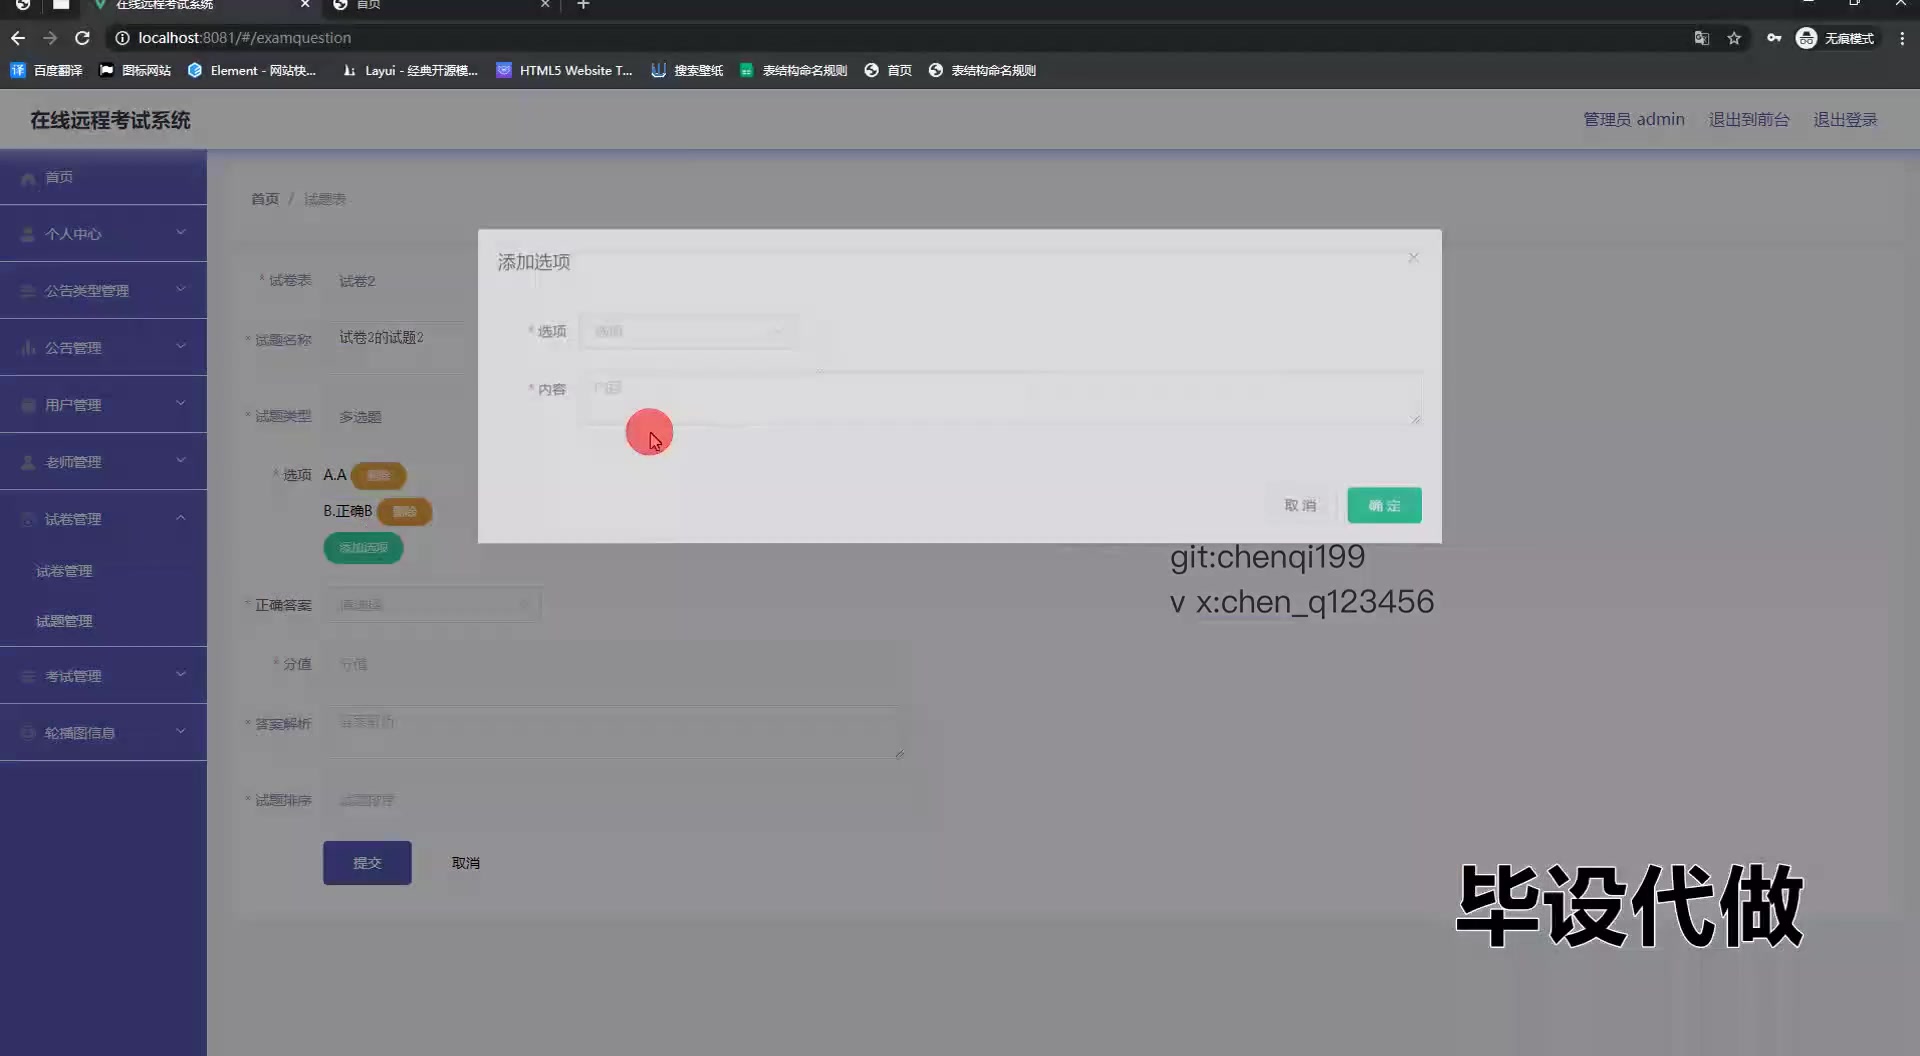 在线远程考试系统
首页
localhost:8081/#/examquestion
无痕模式
百度翻译
图标网站
Element - 网站快...
Layui - 经典开源模...
HTML5 Website T...
搜索壁纸
表结构命名规则
首页
表结构命名规则
在线远程考试系统
管理员 admin
退出到前台
退出登录
首页
个人中心
公告类型管理
公告管理
用户管理
老师管理
试卷管理
试卷管理
试题管理
考试管理
轮播图信息
首页 / 试题表
* 试卷表 试卷2
* 试题名称 试卷2的试题2
* 试题类型 多选题
* 选项 A.A 删除
B.正确B 删除
添加选项
* 正确答案 请选择
* 分值 分值
* 答案解析 答案解析
* 试题排序 试题排序
提交 取消
添加选项
* 选项 选项
* 内容 内容
取 消 确 定
git:chenqi199
v x:chen_q123456
毕设代做